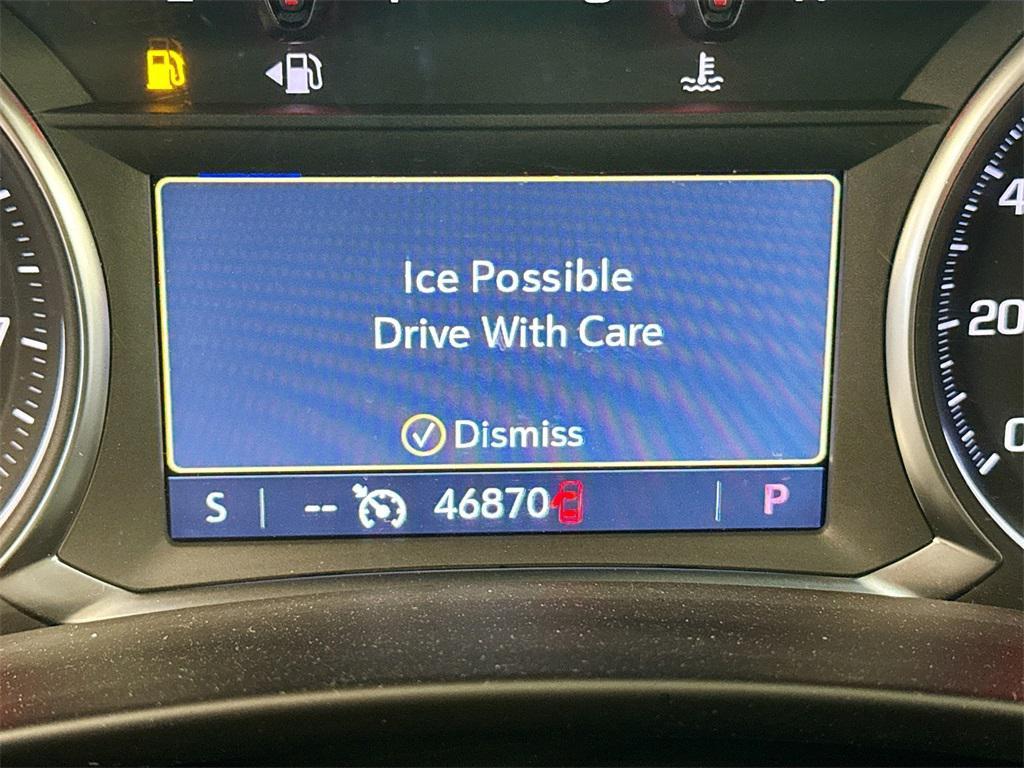 Ice Possible
Drive With Care
Dismiss
S -- 46870 P
4
20
0